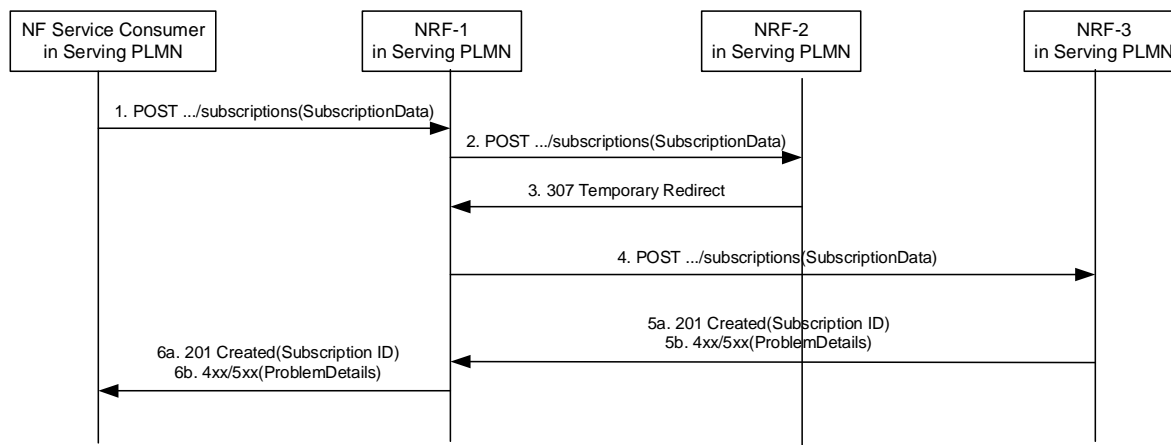 NF Service Consumer
in Serving PLMN
NRF-1
in Serving PLMN
NRF-2
in Serving PLMN
NRF-3
in Serving PLMN
1. POST .../subscriptions(SubscriptionData)
2. POST .../subscriptions(SubscriptionData)
3. 307 Temporary Redirect
4. POST .../subscriptions(SubscriptionData)
5a. 201 Created(Subscription ID)
5b. 4xx/5xx(ProblemDetails)
6a. 201 Created(Subscription ID)
6b. 4xx/5xx(ProblemDetails)